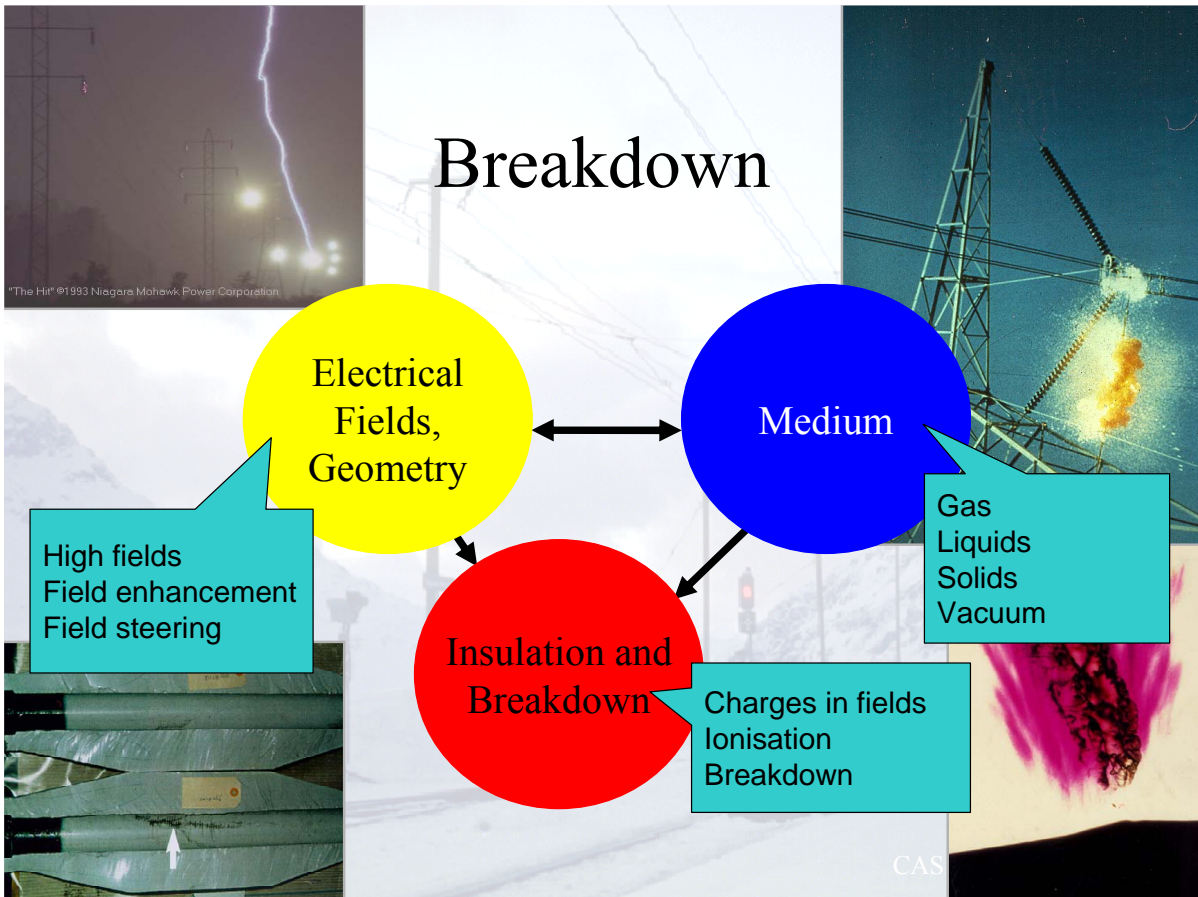 Breakdown
"The Hit" ©1993 Niagara Mohawk Power Corporation
Electrical
Fields,
Geometry
Medium
High fields
Field enhancement
Field steering
Gas
Liquids
Solids
Vacuum
Insulation and
Breakdown
Charges in fields
Ionisation
Breakdown
CAS